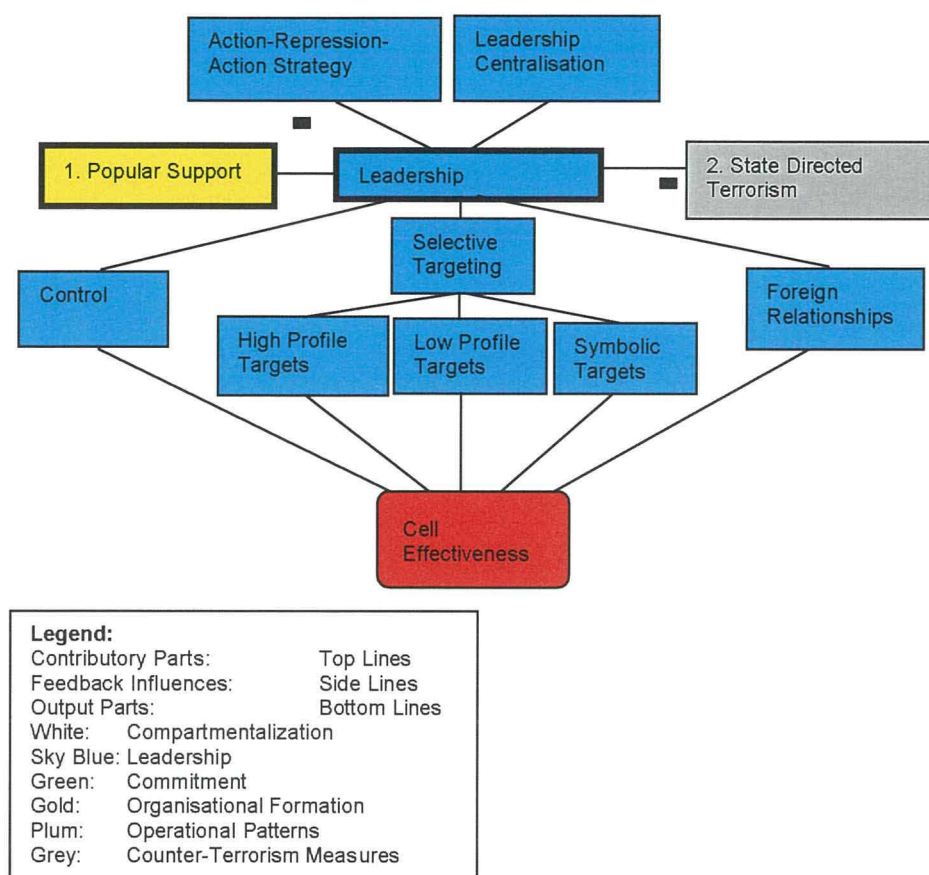 Action-Repression-
Action Strategy
Leadership
Centralisation
1. Popular Support
Leadership
2. State Directed
Terrorism
Selective
Targeting
Control
Foreign
Relationships
High Profile
Targets
Low Profile
Targets
Symbolic
Targets
Cell
Effectiveness
Legend:
Contributory Parts: Top Lines
Feedback Influences: Side Lines
Output Parts: Bottom Lines
White: Compartmentalization
Sky Blue: Leadership
Green: Commitment
Gold: Organisational Formation
Plum: Operational Patterns
Grey: Counter-Terrorism Measures